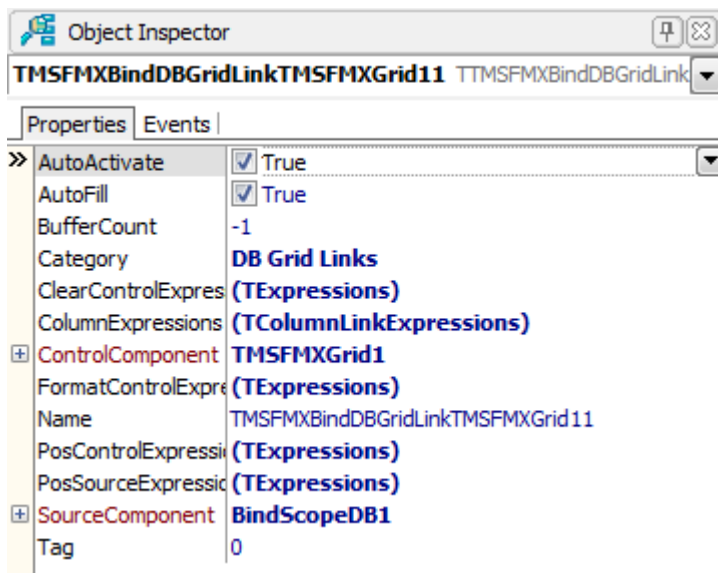 Object Inspector
TMSFMXBindDBGridLinkTMSFMXGrid11 TTMSFMXBindDBGridLink
Properties Events
AutoActivate True
AutoFill True
BufferCount -1
Category DB Grid Links
ClearControlExpres (TExpressions)
ColumnExpressions (TColumnLinkExpressions)
ControlComponent TMSFMXGrid1
FormatControlExpre (TExpressions)
Name TMSFMXBindDBGridLinkTMSFMXGrid11
PosControlExpressi (TExpressions)
PosSourceExpressic (TExpressions)
SourceComponent BindScopeDB1
Tag 0